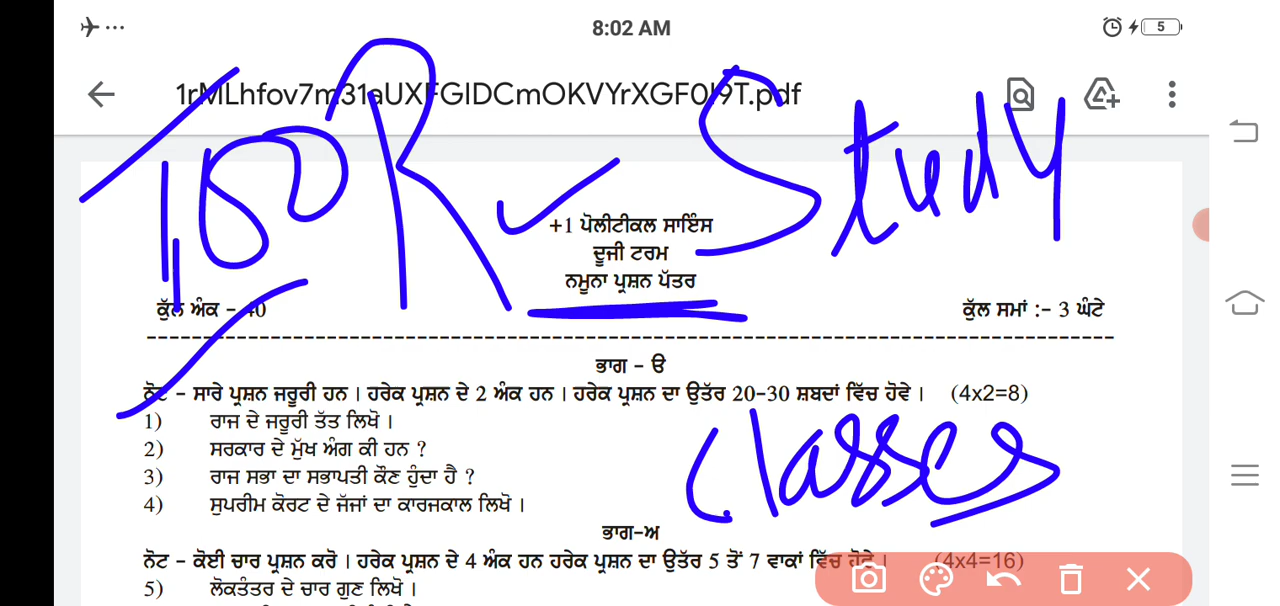 8:02 AM
5
1rMLhfov7m31aUXFGIDCmOKVYrXGF0I9T.pdf
Study
+1 ਪੋਲੀਟੀਕਲ ਸਾਇੰਸ
ਦੂਜੀ ਟਰਮ
ਨਮੂਨਾ ਪ੍ਰਸ਼ਨ ਪੱਤਰ
ਕੁੱਲ ਅੰਕ - 40 ਕੁੱਲ ਸਮਾਂ :- 3 ਘੰਟੇ
ਭਾਗ - ੳ
ਨੋਟ - ਸਾਰੇ ਪ੍ਰਸ਼ਨ ਜਰੂਰੀ ਹਨ । ਹਰੇਕ ਪ੍ਰਸ਼ਨ ਦੇ 2 ਅੰਕ ਹਨ । ਹਰੇਕ ਪ੍ਰਸ਼ਨ ਦਾ ਉਤੱਰ 20-30 ਸ਼ਬਦਾਂ ਵਿੱਚ ਹੋਵੇ । (4x2=8)
1) ਰਾਜ ਦੇ ਜਰੂਰੀ ਤੱਤ ਲਿਖੋ ।
2) ਸਰਕਾਰ ਦੇ ਮੁੱਖ ਅੰਗ ਕੀ ਹਨ ?
3) ਰਾਜ ਸਭਾ ਦਾ ਸਭਾਪਤੀ ਕੌਣ ਹੁੰਦਾ ਹੈ ?
4) ਸੁਪਰੀਮ ਕੋਰਟ ਦੇ ਜੱਜਾਂ ਦਾ ਕਾਰਜਕਾਲ ਲਿਖੋ ।
classes
ਭਾਗ-ਅ
ਨੋਟ - ਕੋਈ ਚਾਰ ਪ੍ਰਸ਼ਨ ਕਰੋ । ਹਰੇਕ ਪ੍ਰਸ਼ਨ ਦੇ 4 ਅੰਕ ਹਨ ਹਰੇਕ ਪ੍ਰਸ਼ਨ ਦਾ ਉਤੱਰ 5 ਤੋਂ 7 ਵਾਕਾਂ ਵਿੱਚ ਹੋਵੇ । (4x4=16)
5) ਲੋਕਤੰਤਰ ਦੇ ਚਾਰ ਗੁਣ ਲਿਖੋ ।